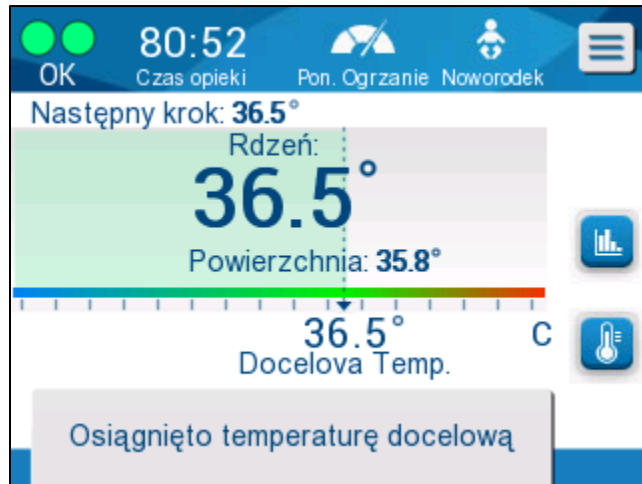 80:52
OK Czas opieki Pon. Ogrzanie Noworodek
Następny krok: 36.5°
Rdzeń:
36.5°
Powierzchnia: 35.8°
36.5° C
Docelova Temp.
Osiągnięto temperaturę docelową